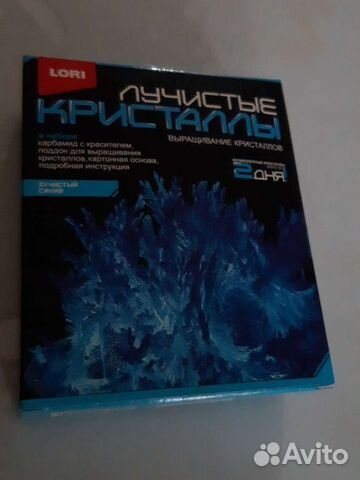 LORI
ЛУЧИСТЫЕ
КРИСТАЛЛЫ
ВЫРАЩИВАНИЕ КРИСТАЛЛОВ
в наборе
карбамид с красителем,
поддон для выращивания
кристаллов, картонная основа,
подробная инструкция
2 ДНЯ
ЛУЧИСТЫЙ
СИНИЙ
Avito